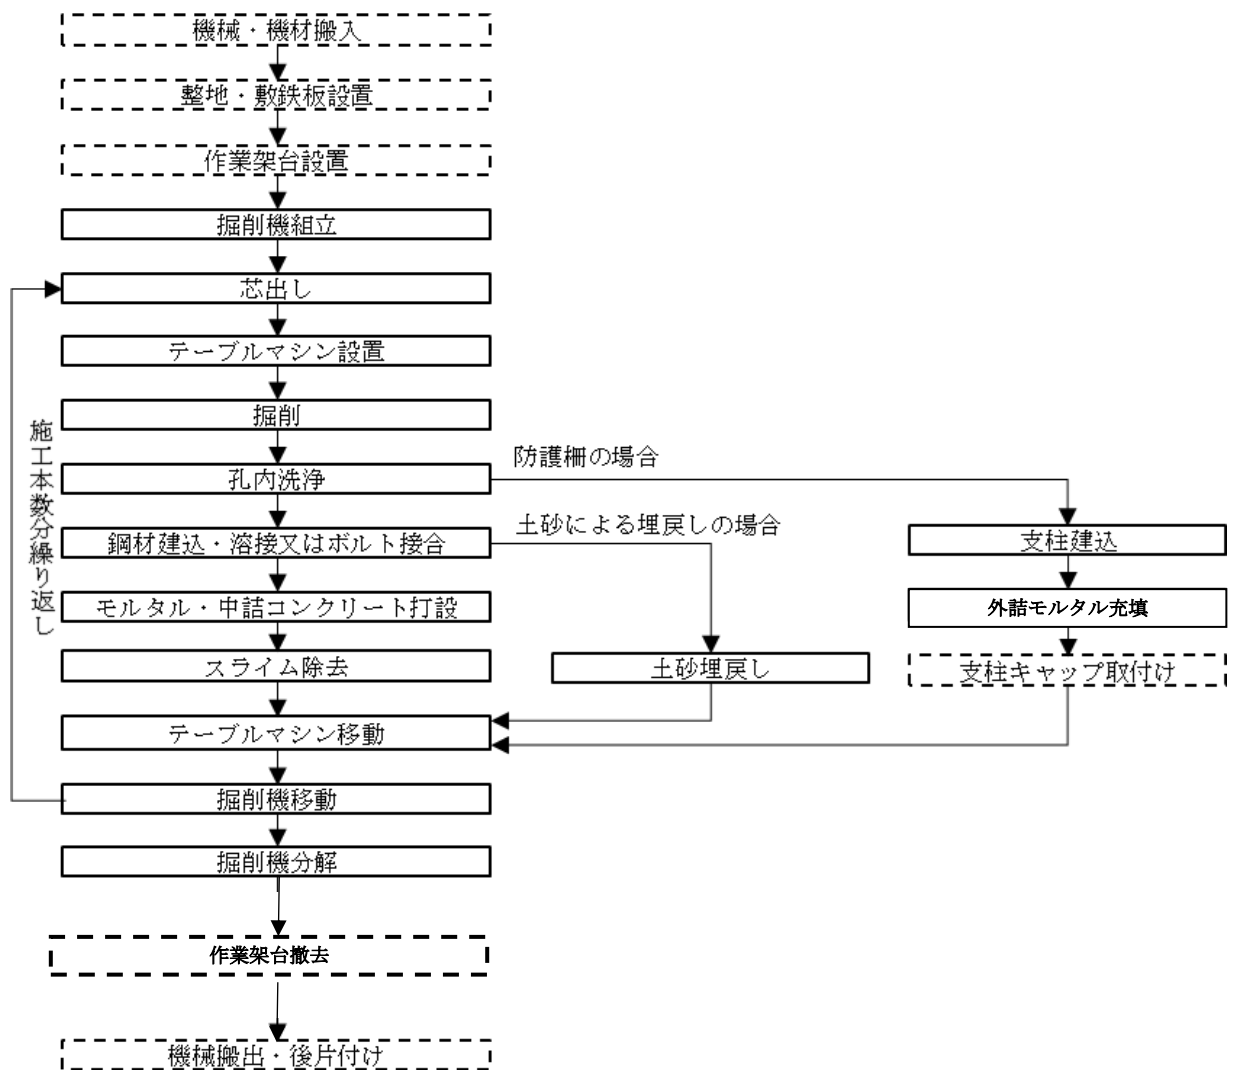 機械・機材搬入
整地・敷鉄板設置
作業架台設置
掘削機組立
芯出し
テーブルマシン設置
掘削
孔内洗浄
防護柵の場合
鋼材建込・溶接又はボルト接合
土砂による埋戻しの場合
支柱建込
モルタル・中詰コンクリート打設
外詰モルタル充填
スライム除去
土砂埋戻し
支柱キャップ取付け
テーブルマシン移動
掘削機移動
施工本数分繰り返し
掘削機分解
作業架台撤去
機械搬出・後片付け